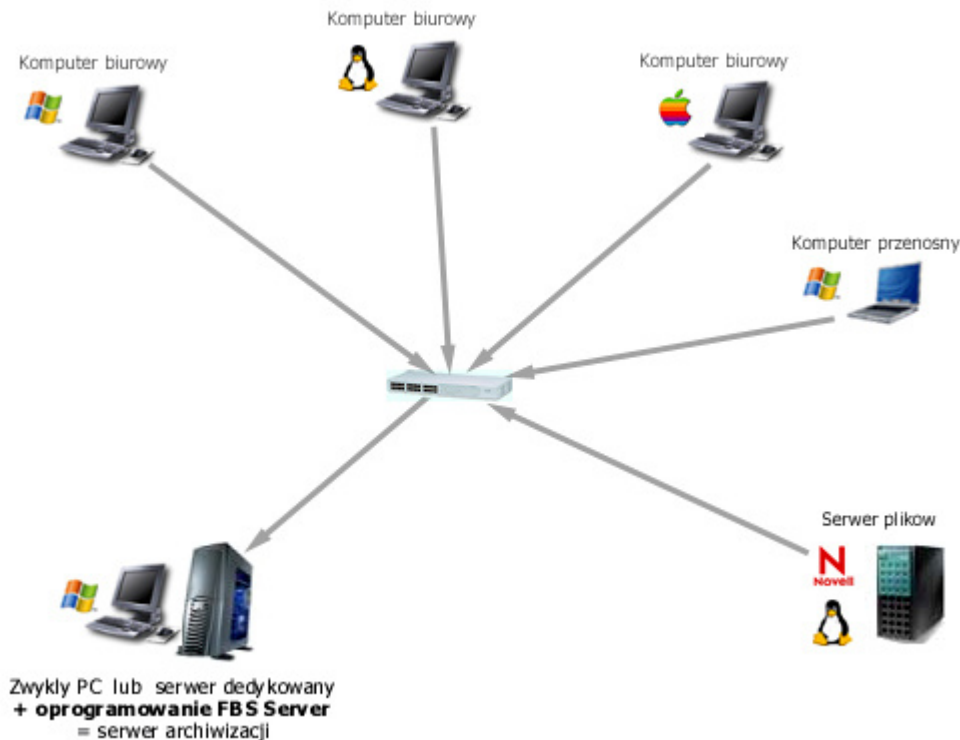 Komputer biurowy
Komputer biurowy
Komputer biurowy
Komputer przenosny
Serwer plikow
N
Novell
Zwykly PC lub serwer dedykowany
+ oprogramowanie FBS Server
= serwer archiwizacji